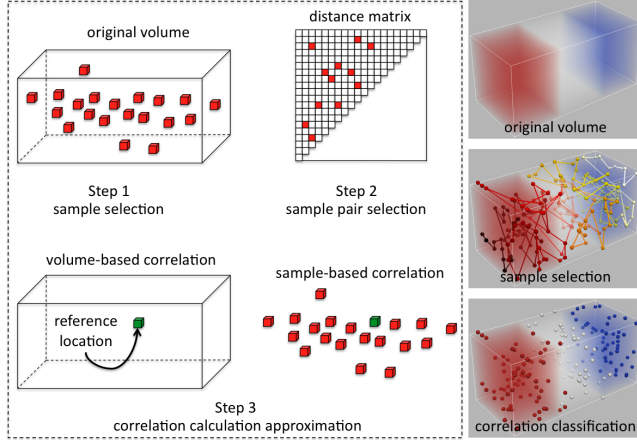 original volume
distance matrix
Step 1
sample selection
Step 2
sample pair selection
volume-based correlation
reference
location
sample-based correlation
Step 3
correlation calculation approximation
original volume
sample selection
correlation classification